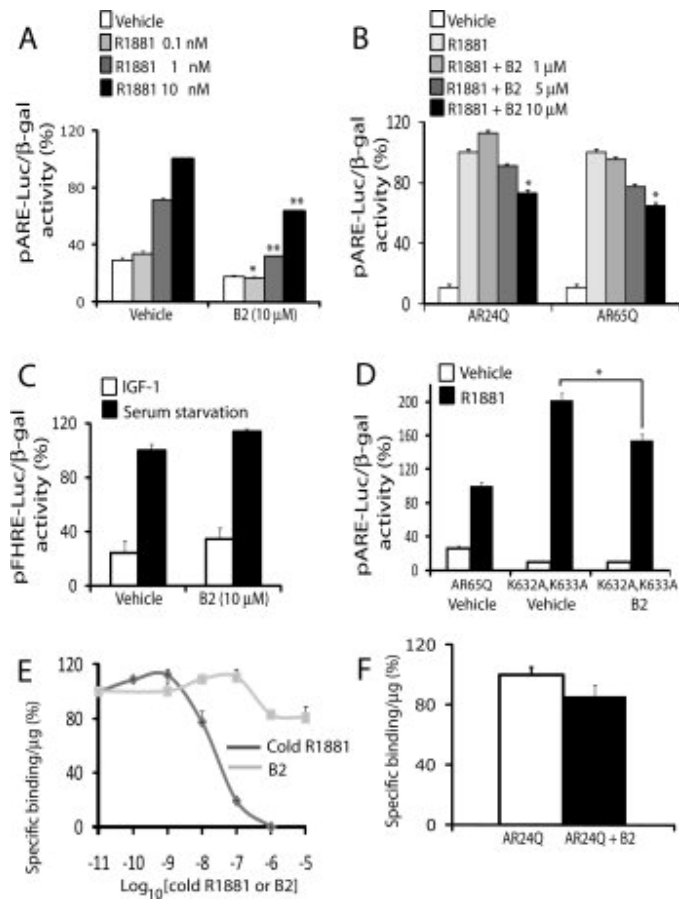 A
Vehicle
R1881 0.1 nM
R1881 1 nM
R1881 10 nM
pARE-Luc/β-gal
activity (%)
120
80
40
0
*
**
**
Vehicle
B2 (10 μM)
B
Vehicle
R1881
R1881 + B2 1 μM
R1881 + B2 5 μM
R1881 + B2 10 μM
pARE-Luc/β-gal
activity (%)
120
80
40
0
*
*
AR24Q
AR65Q
C
IGF-1
Serum starvation
pFHRE-Luc/β-gal
activity (%)
120
80
40
0
Vehicle
B2 (10 μM)
D
Vehicle
R1881
pARE-Luc/β-gal
activity (%)
200
150
100
50
0
*
AR65Q K632A,K633A K632A,K633A
Vehicle Vehicle B2
E
Specific binding/μg (%)
120
80
40
0
Cold R1881
B2
-11 -10 -9 -8 -7 -6 -5
Log10[cold R1881 or B2]
F
Specific binding/μg (%)
120
80
40
0
AR24Q AR24Q + B2